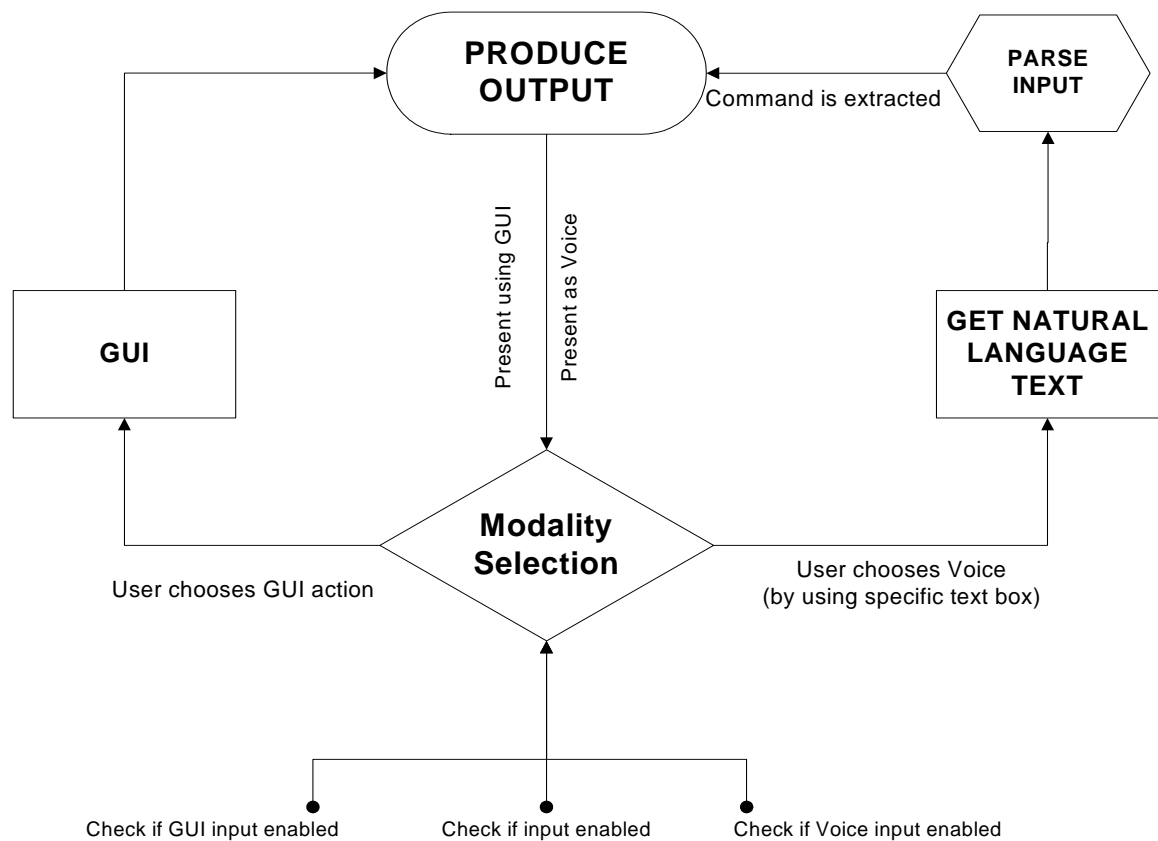 PRODUCE
OUTPUT
PARSE
INPUT
Command is extracted
Present using GUI
Present as Voice
GUI
GET NATURAL
LANGUAGE
TEXT
Modality
Selection
User chooses GUI action
User chooses Voice
(by using specific text box)
Check if GUI input enabled
Check if input enabled
Check if Voice input enabled